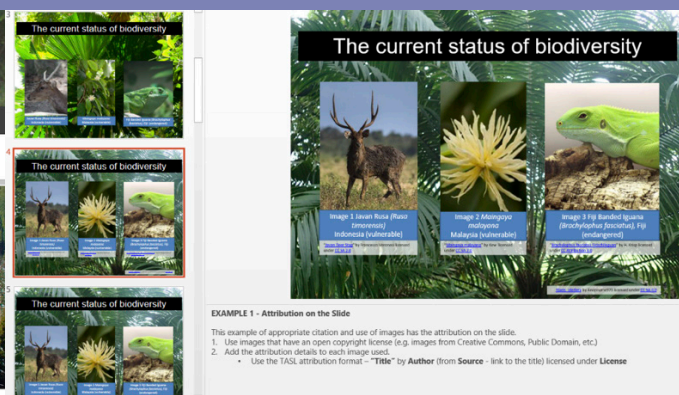 3
The current status of biodiversity
4
The current status of biodiversity
5
The current status of biodiversity
The current status of biodiversity
Image 1 Javan Rusa (Rusa
timorensis)
Indonesia (vulnerable)
Image 2 Maingaya
malayana
Malaysia (vulnerable)
Image 3 Fiji Banded Iguana
(Brachylophus fasciatus), Fiji
(endangered)
EXAMPLE 1 - Attribution on the Slide
This example of appropriate citation and use of images has the attribution on the slide.
1. Use images that have an open copyright license (e.g. images from Creative Commons, Public Domain, etc.)
2. Add the attribution details to each image used.
• Use the TASL attribution format – "Title" by Author (from Source - link to the title) licensed under License